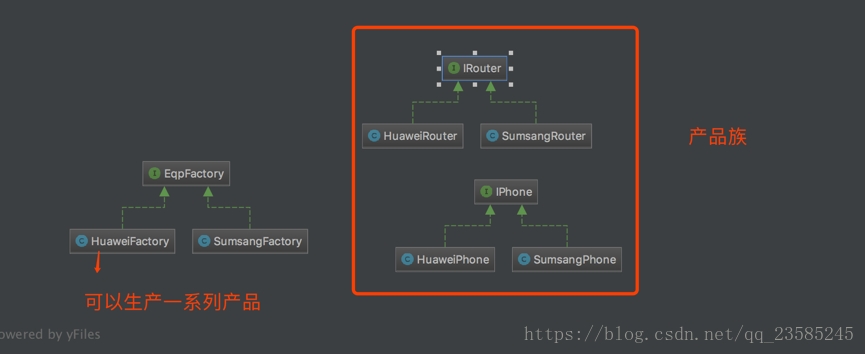 I IRouter
C HuaweiRouter
C SumsangRouter
产品族
I EqpFactory
I IPhone
C HuaweiFactory
C SumsangFactory
C HuaweiPhone
C SumsangPhone
可以生产一系列产品
owered by yFiles
https://blog.csdn.net/qq_23585245